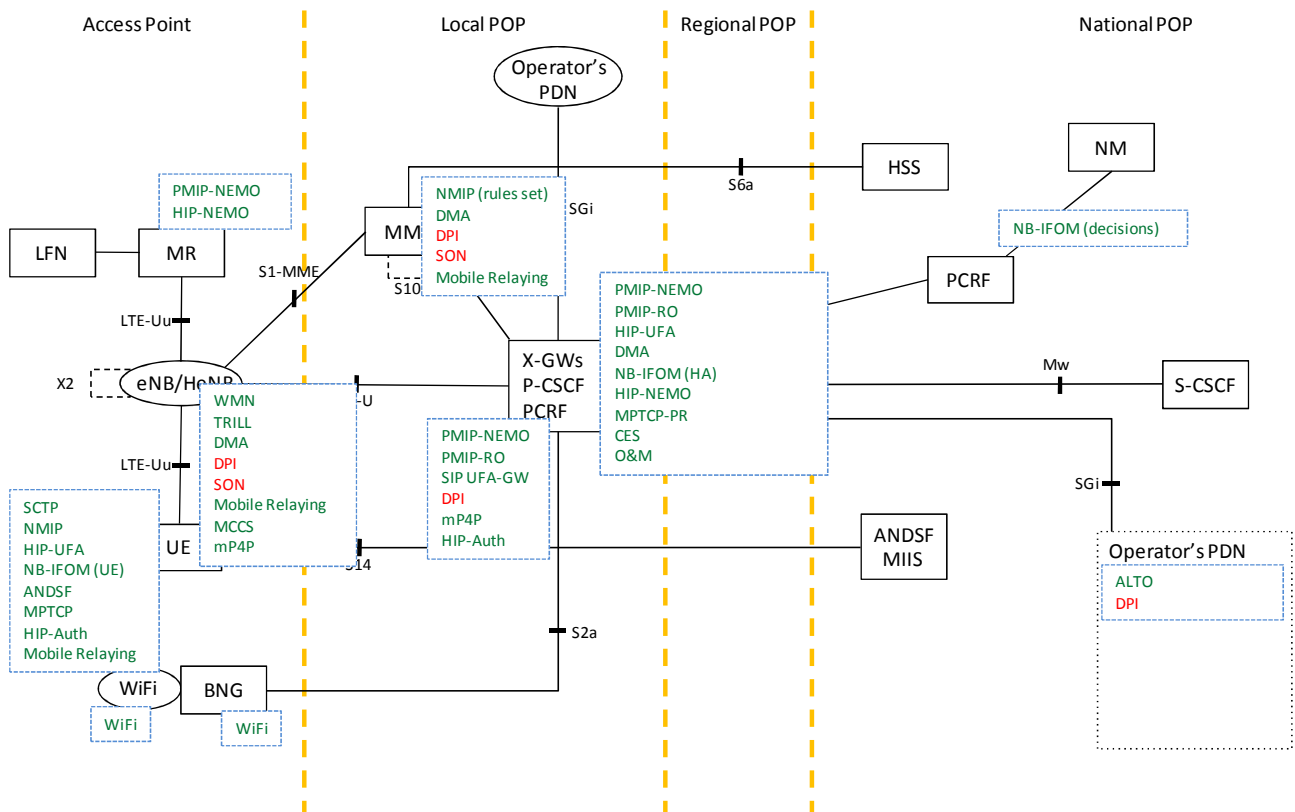 Access Point
Local POP
Regional POP
National POP
Operator's
PDN
NM
HSS
S6a
PMIP-NEMO
HIP-NEMO
NMIP (rules set)
DMA
DPI
SON
Mobile Relaying
SGi
NB-IFOM (decisions)
LFN
MR
MM
S1-MME
S10
PCRF
LTE-Uu
PMIP-NEMO
PMIP-RO
HIP-UFA
DMA
NB-IFOM (HA)
HIP-NEMO
MPTCP-PR
CES
O&M
X-GWs
P-CSCF
PCRF
Mw
S-CSCF
X2
eNB/HeNB
-U
WMN
TRILL
DMA
DPI
SON
Mobile Relaying
MCCS
mP4P
PMIP-NEMO
PMIP-RO
SIP UFA-GW
DPI
mP4P
HIP-Auth
LTE-Uu
SGi
SCTP
NMIP
HIP-UFA
NB-IFOM (UE)
ANDSF
MPTCP
HIP-Auth
Mobile Relaying
UE
S14
ANDSF
MIIS
Operator's PDN
ALTO
DPI
S2a
WiFi
BNG
WiFi
WiFi